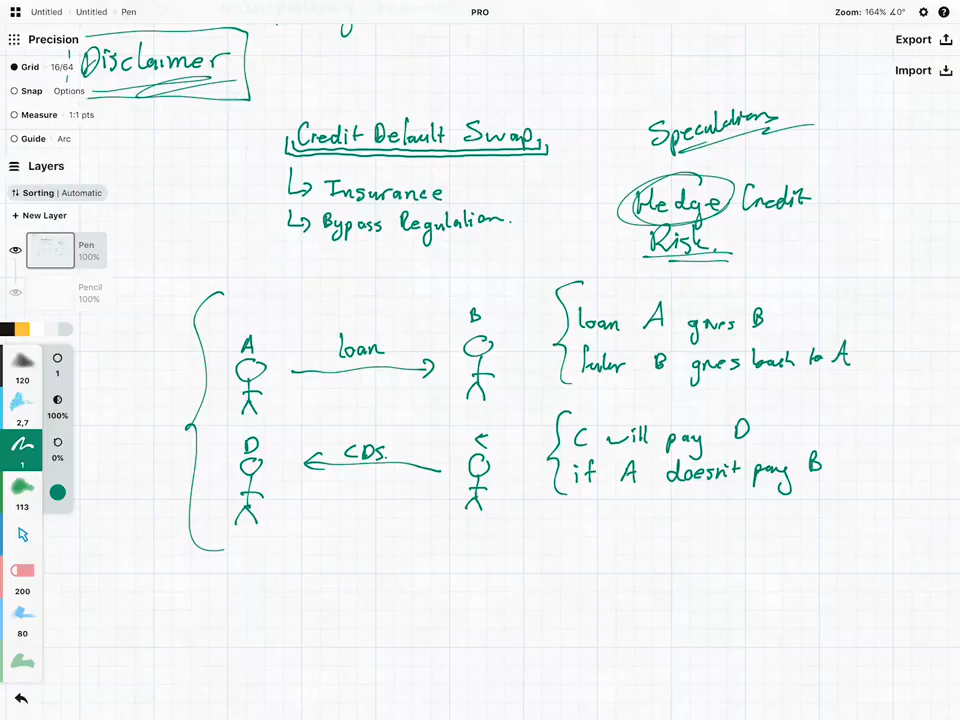 Untitled Untitled Pen PRO Zoom: 164% ∠0°
Precision Export
Grid 16/64 Import
Snap Options
Measure 1:1 pts
Guide Arc
Layers
Sorting | Automatic
New Layer
Pen
100%
Pencil
100%
120
2,7
1
113
200
80
1
100%
0%
Disclaimer
Credit Default Swap
Insurance
Bypass Regulation.
Speculation
Hedge Credit
Risk.
A loan B
loan A gives B
B gives back to A
D CDS. C
C will pay D
if A doesn't pay B